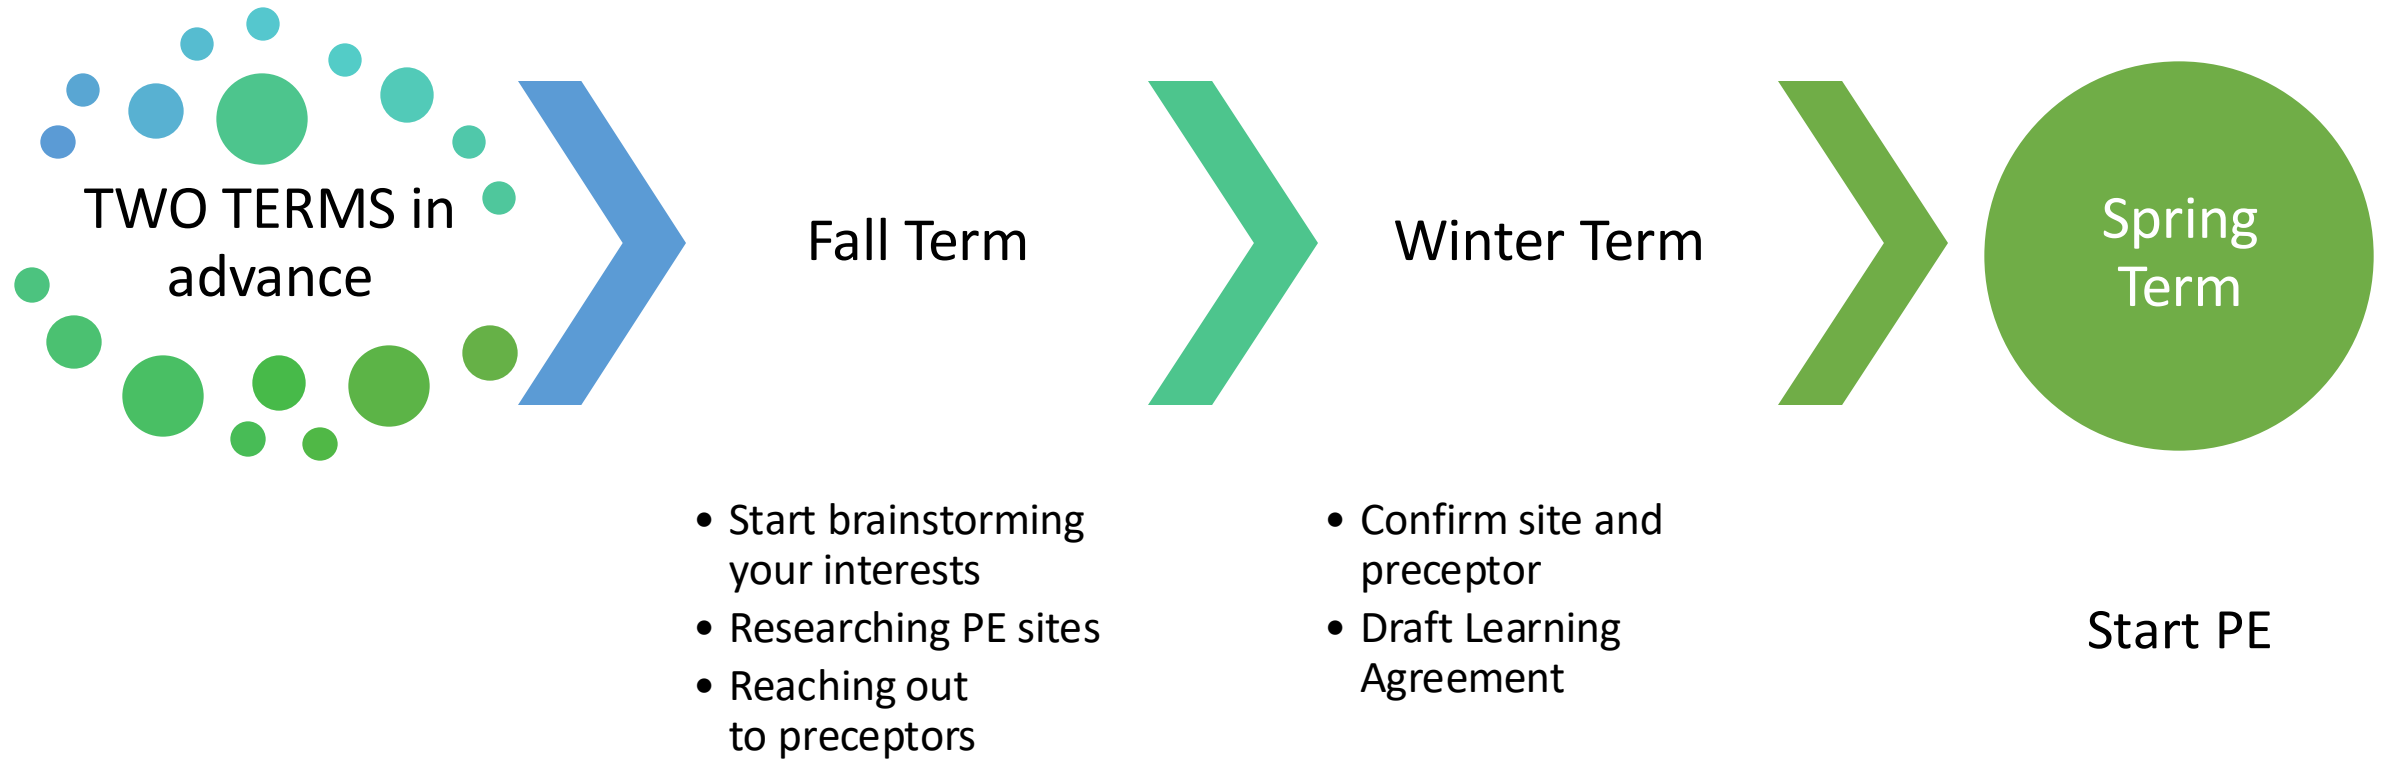 TWO TERMS in
advance
Fall Term
• Start brainstorming
your interests
• Researching PE sites
• Reaching out
to preceptors
Winter Term
• Confirm site and
preceptor
• Draft Learning
Agreement
Spring
Term
Start PE